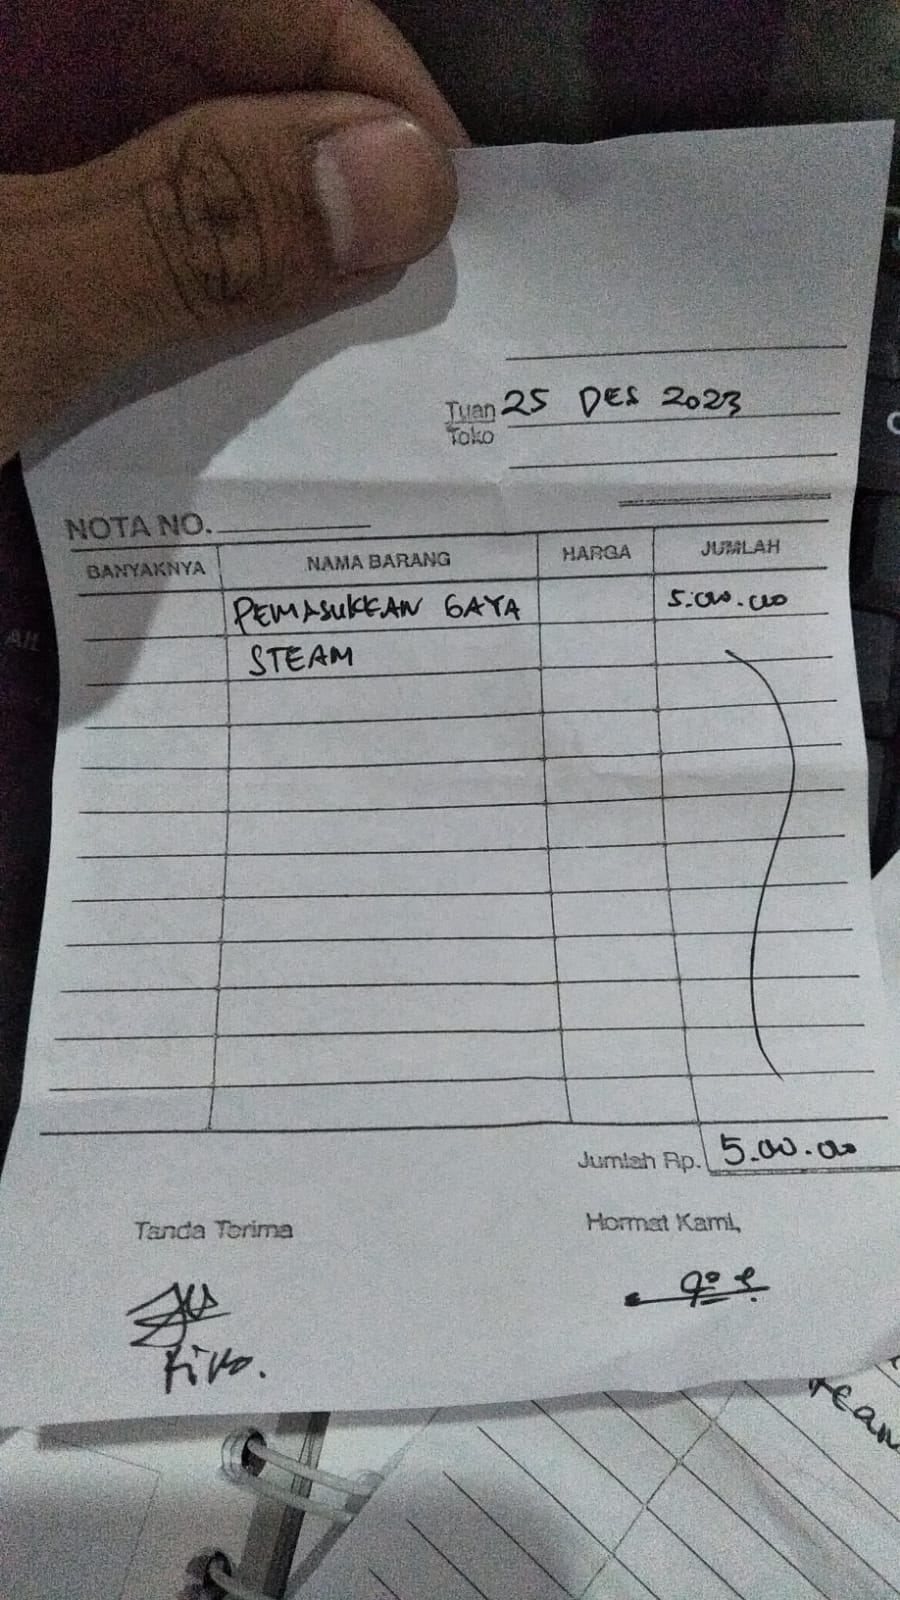 Tuan 25 DES 2023
Toko
NOTA NO.
BANYAKNYA NAMA BARANG HARGA JUMLAH
PEMASUKKAN GAYA 5.000.000
STEAM
Jumlah Rp. 5.000.000
Tanda Terima Hormat Kami,
Alt